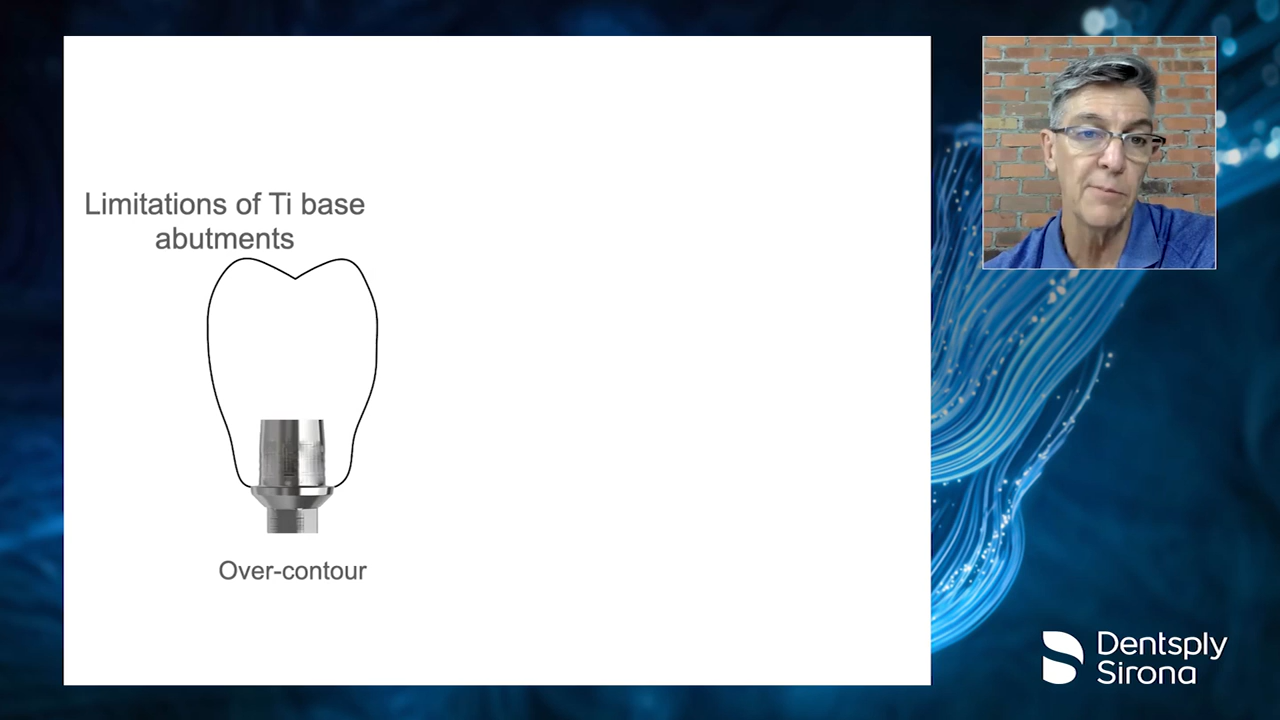 Limitations of Ti base
abutments
Over-contour
Dentsply
Sirona